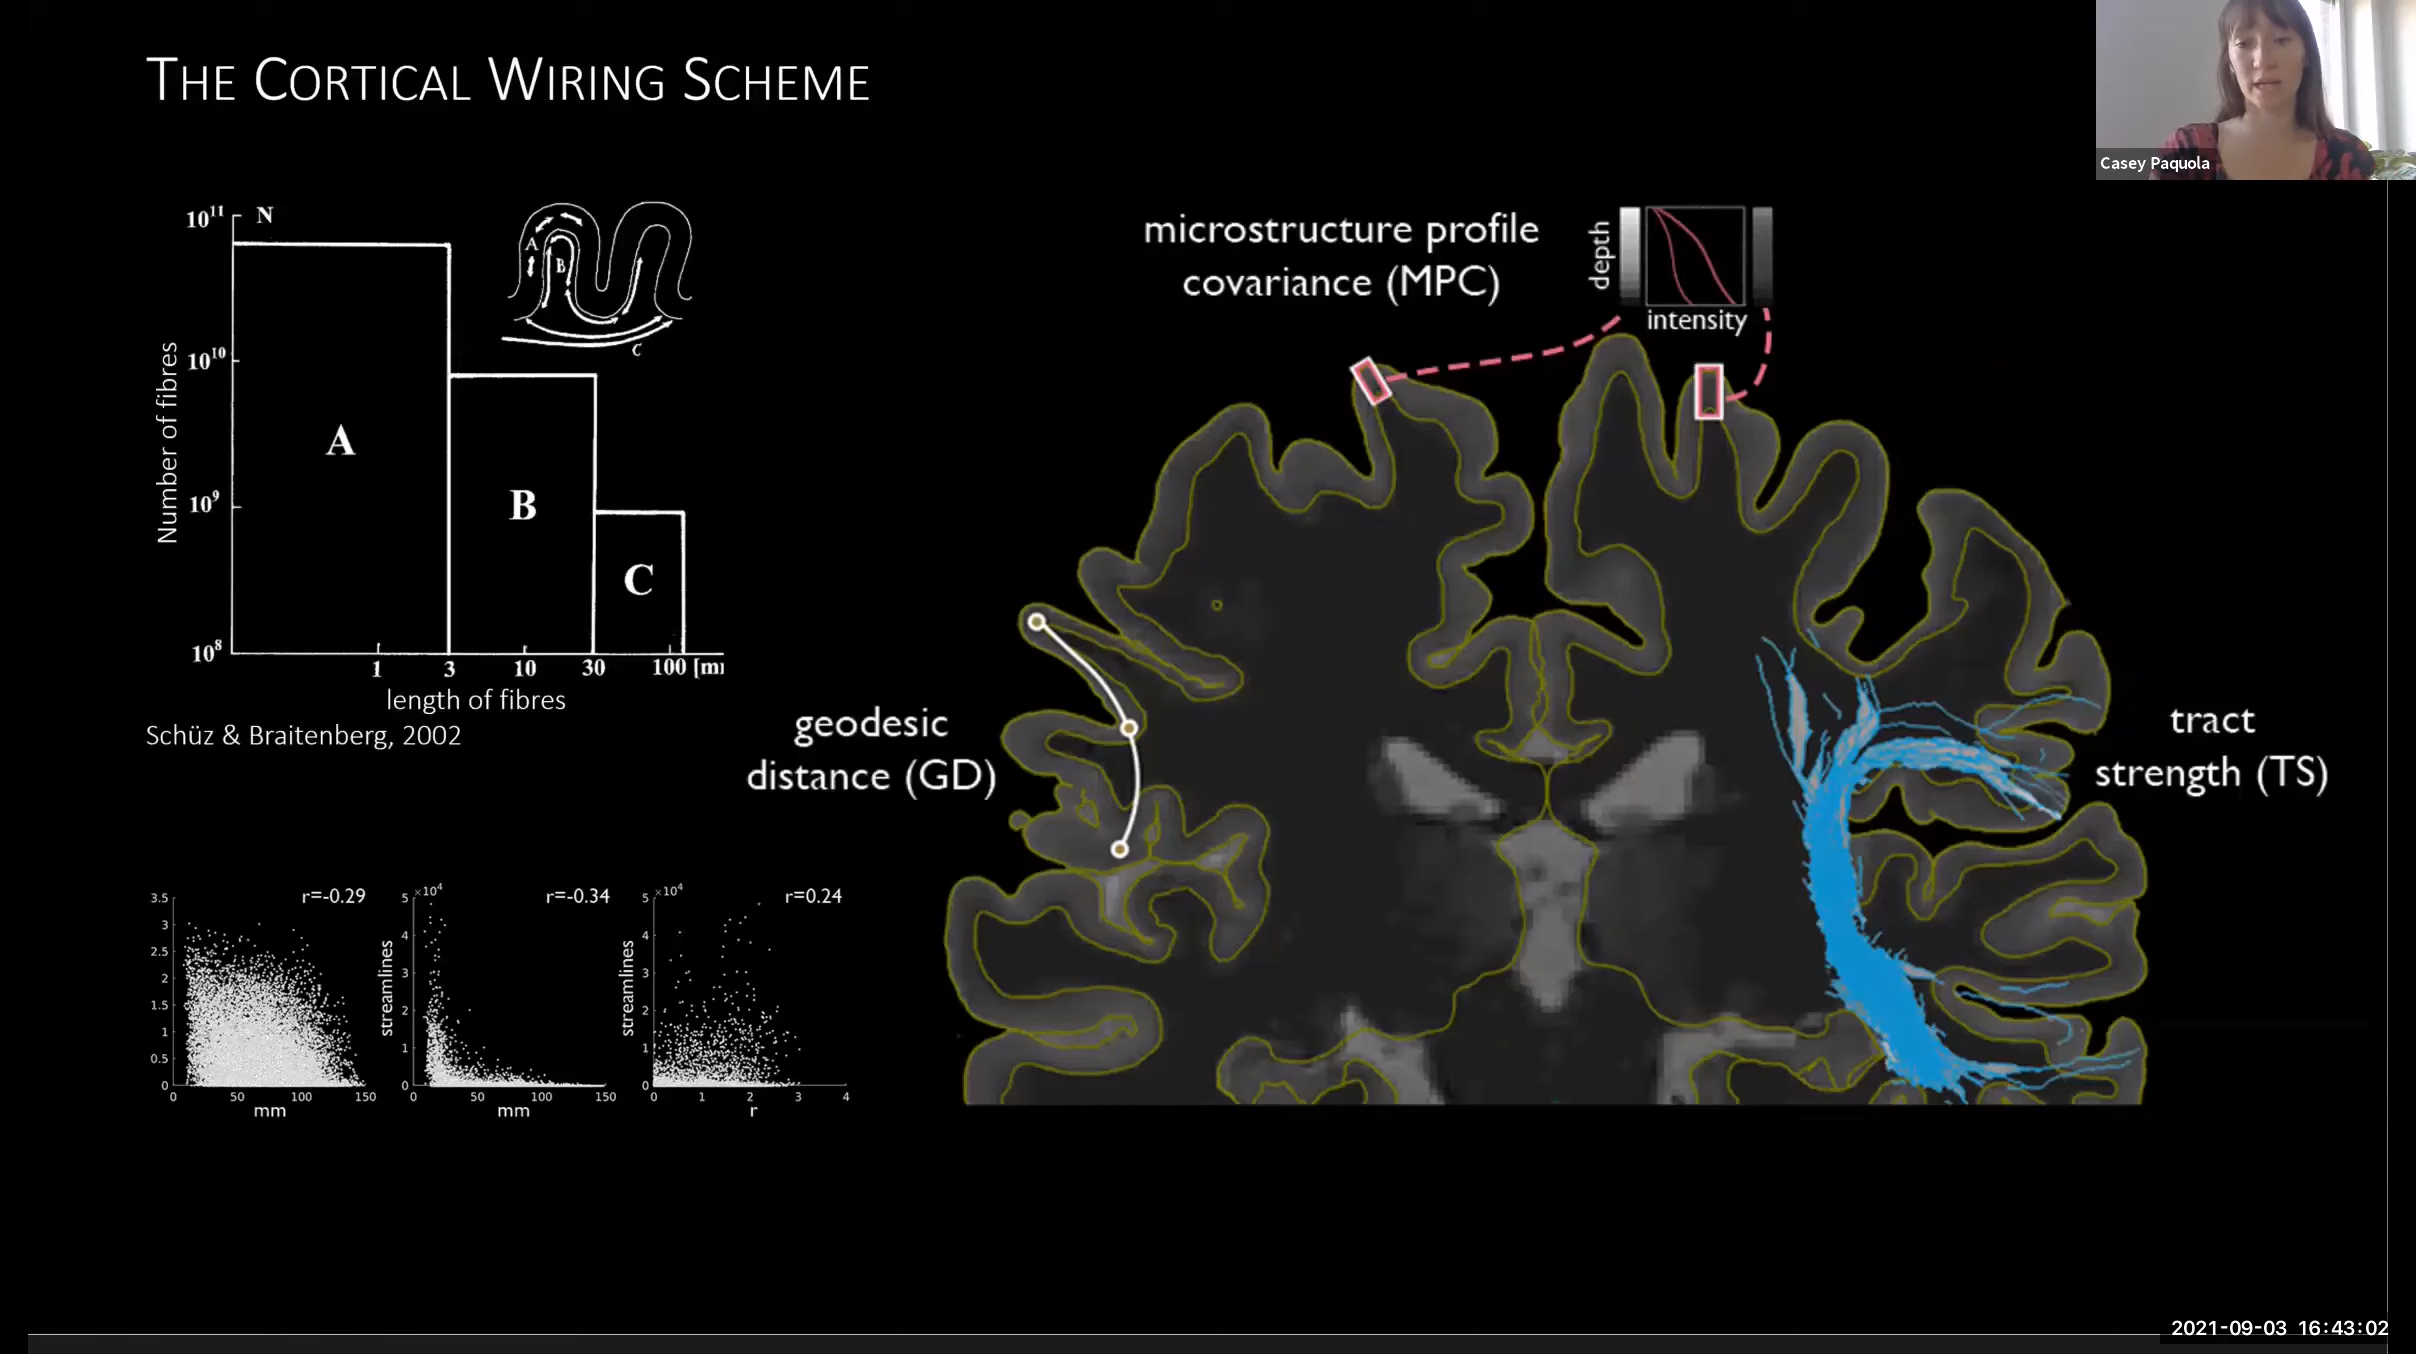 THE CORTICAL WIRING SCHEME
Casey Paquola
10¹¹
N
10¹⁰
10⁹
10⁸
Number of fibres
A
B
C
A
B
C
1 3 10 30 100 [m
length of fibres
Schüz & Braitenberg, 2002
microstructure profile
covariance (MPC)
depth
intensity
geodesic
distance (GD)
tract
strength (TS)
r=-0.29
3.5
3
2.5
2
1.5
1
0.5
0
0 50 100 150
mm
r=-0.34
×10⁴
5
4
3
2
1
0
streamlines
0 50 100 150
mm
r=0.24
×10⁴
5
4
3
2
1
0
streamlines
0 1 2 3 4
r
2021-09-03 16:43:02